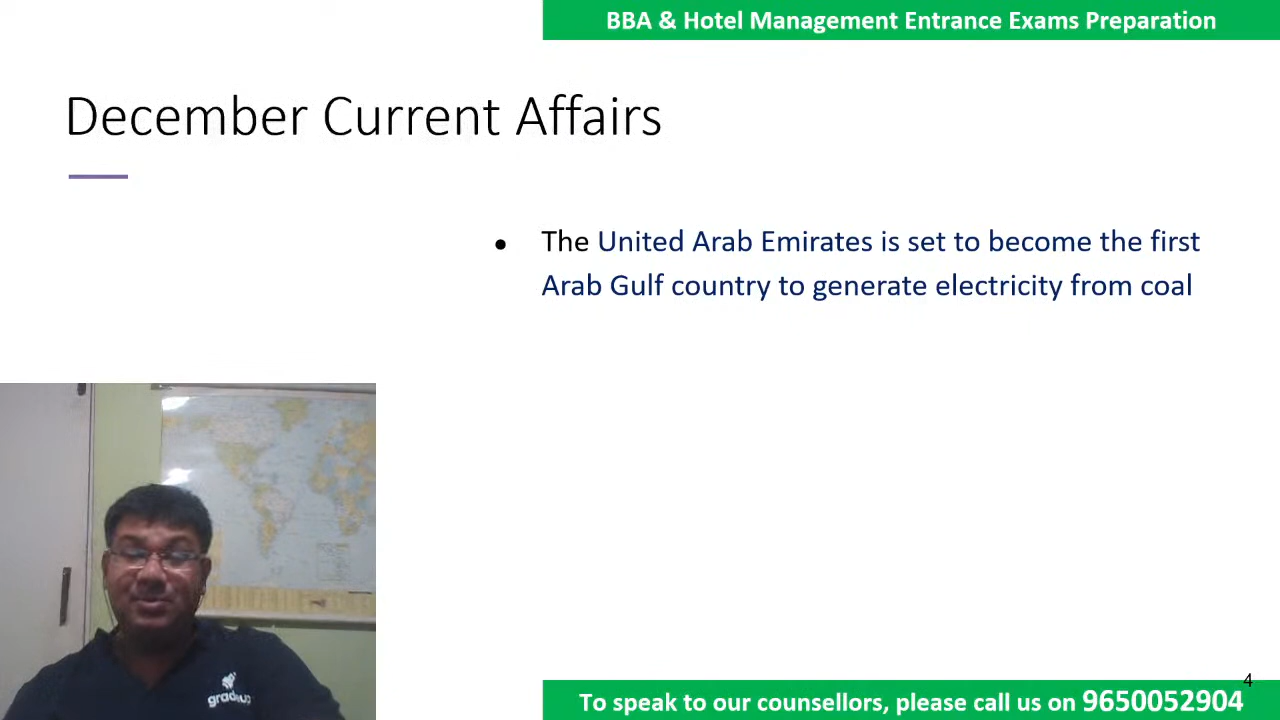 BBA & Hotel Management Entrance Exams Preparation
December Current Affairs
• The United Arab Emirates is set to become the first
Arab Gulf country to generate electricity from coal
gradeup
4
To speak to our counsellors, please call us on 9650052904